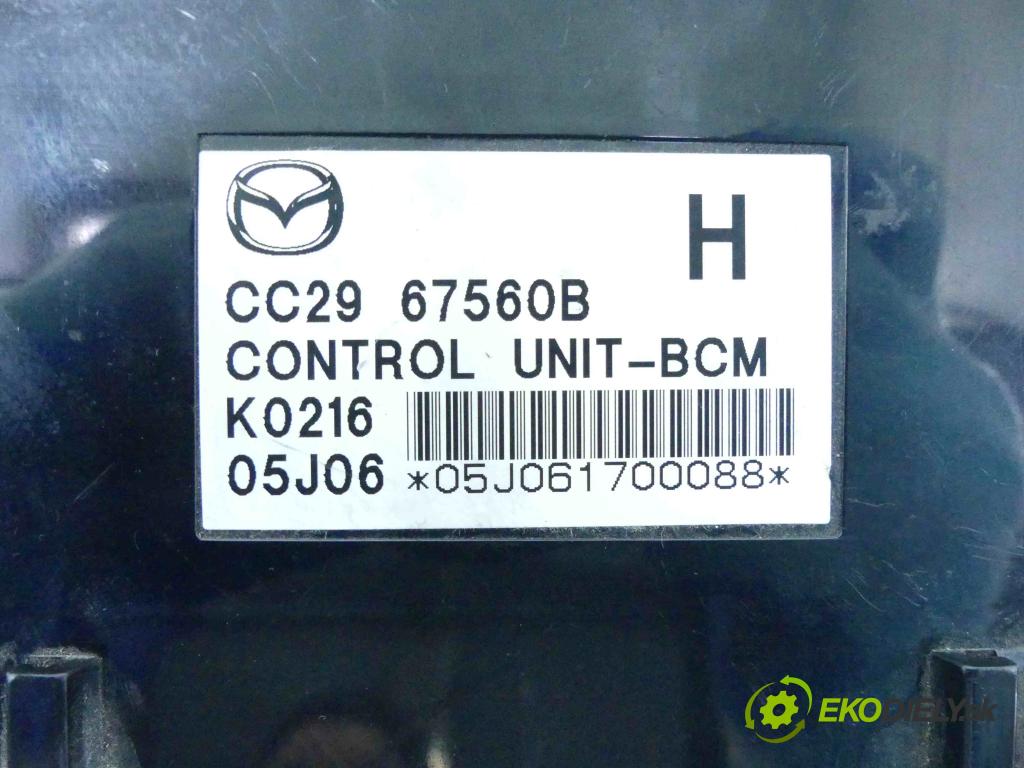 H
CC29 67560B
CONTROL UNIT-BCM
K0216
05J06 *05J061700088*
EKODIELY.sk